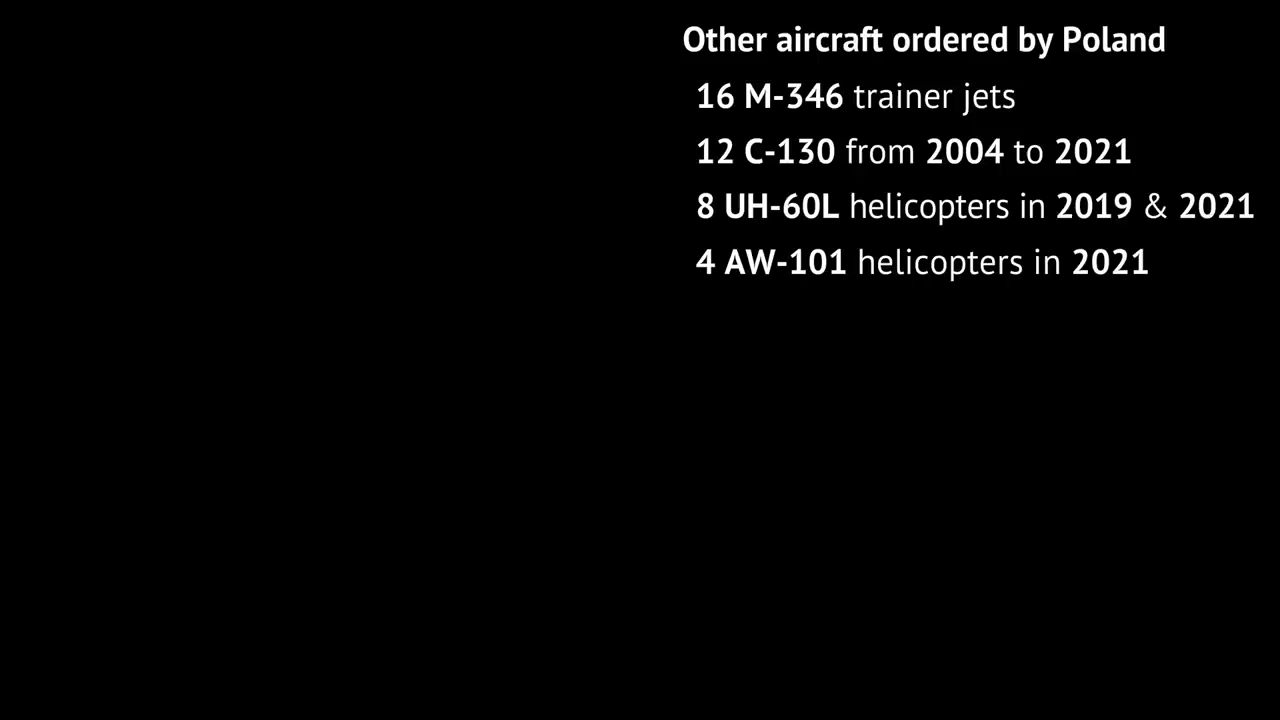 Other aircraft ordered by Poland
16 M-346 trainer jets
12 C-130 from 2004 to 2021
8 UH-60L helicopters in 2019 & 2021
4 AW-101 helicopters in 2021